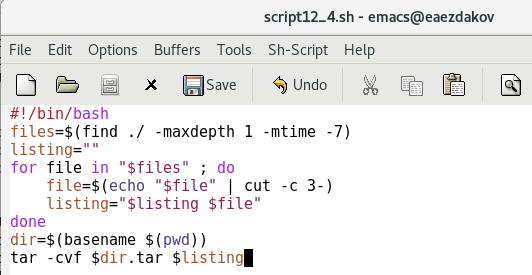 script12_4.sh - emacs@eaezdakov
File Edit Options Buffers Tools Sh-Script Help
Save Undo
#!/bin/bash
files=$(find ./ -maxdepth 1 -mtime -7)
listing=""
for file in "$files" ; do
    file=$(echo "$file" | cut -c 3-)
    listing="$listing $file"
done
dir=$(basename $(pwd))
tar -cvf $dir.tar $listing